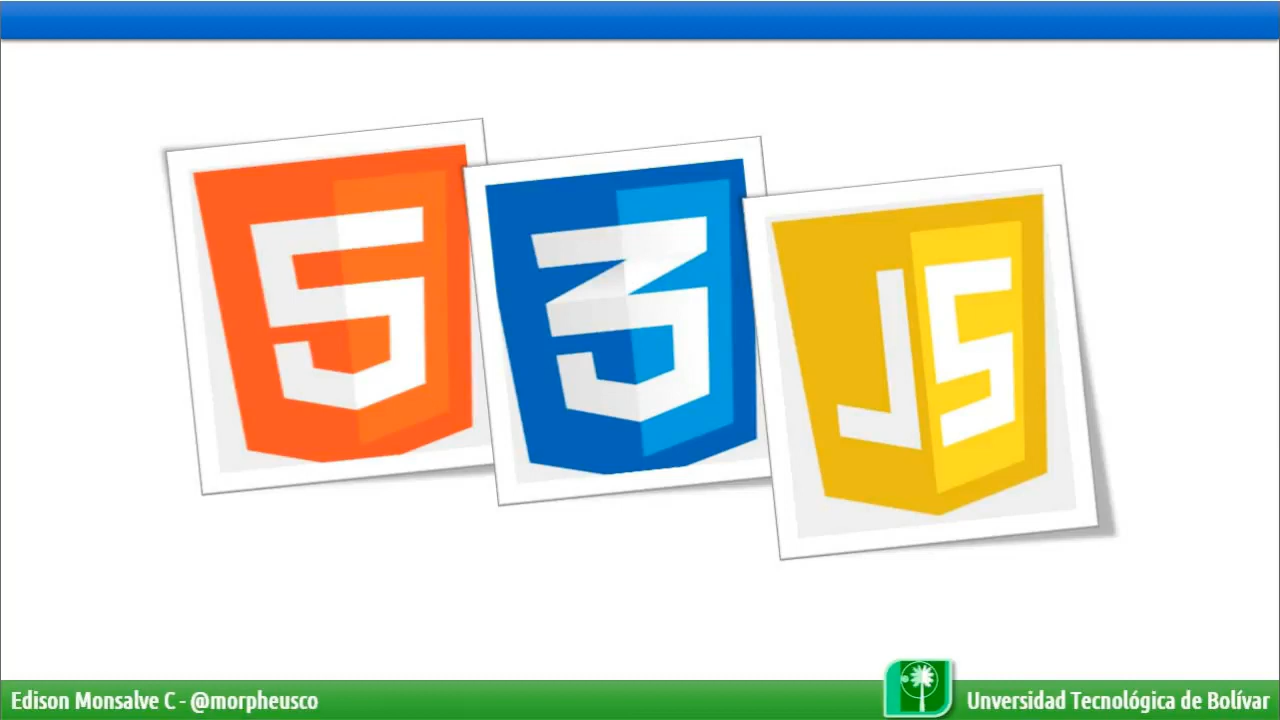 5
3
JS
Edison Monsalve C - @morpheusco
Unversidad Tecnológica de Bolívar